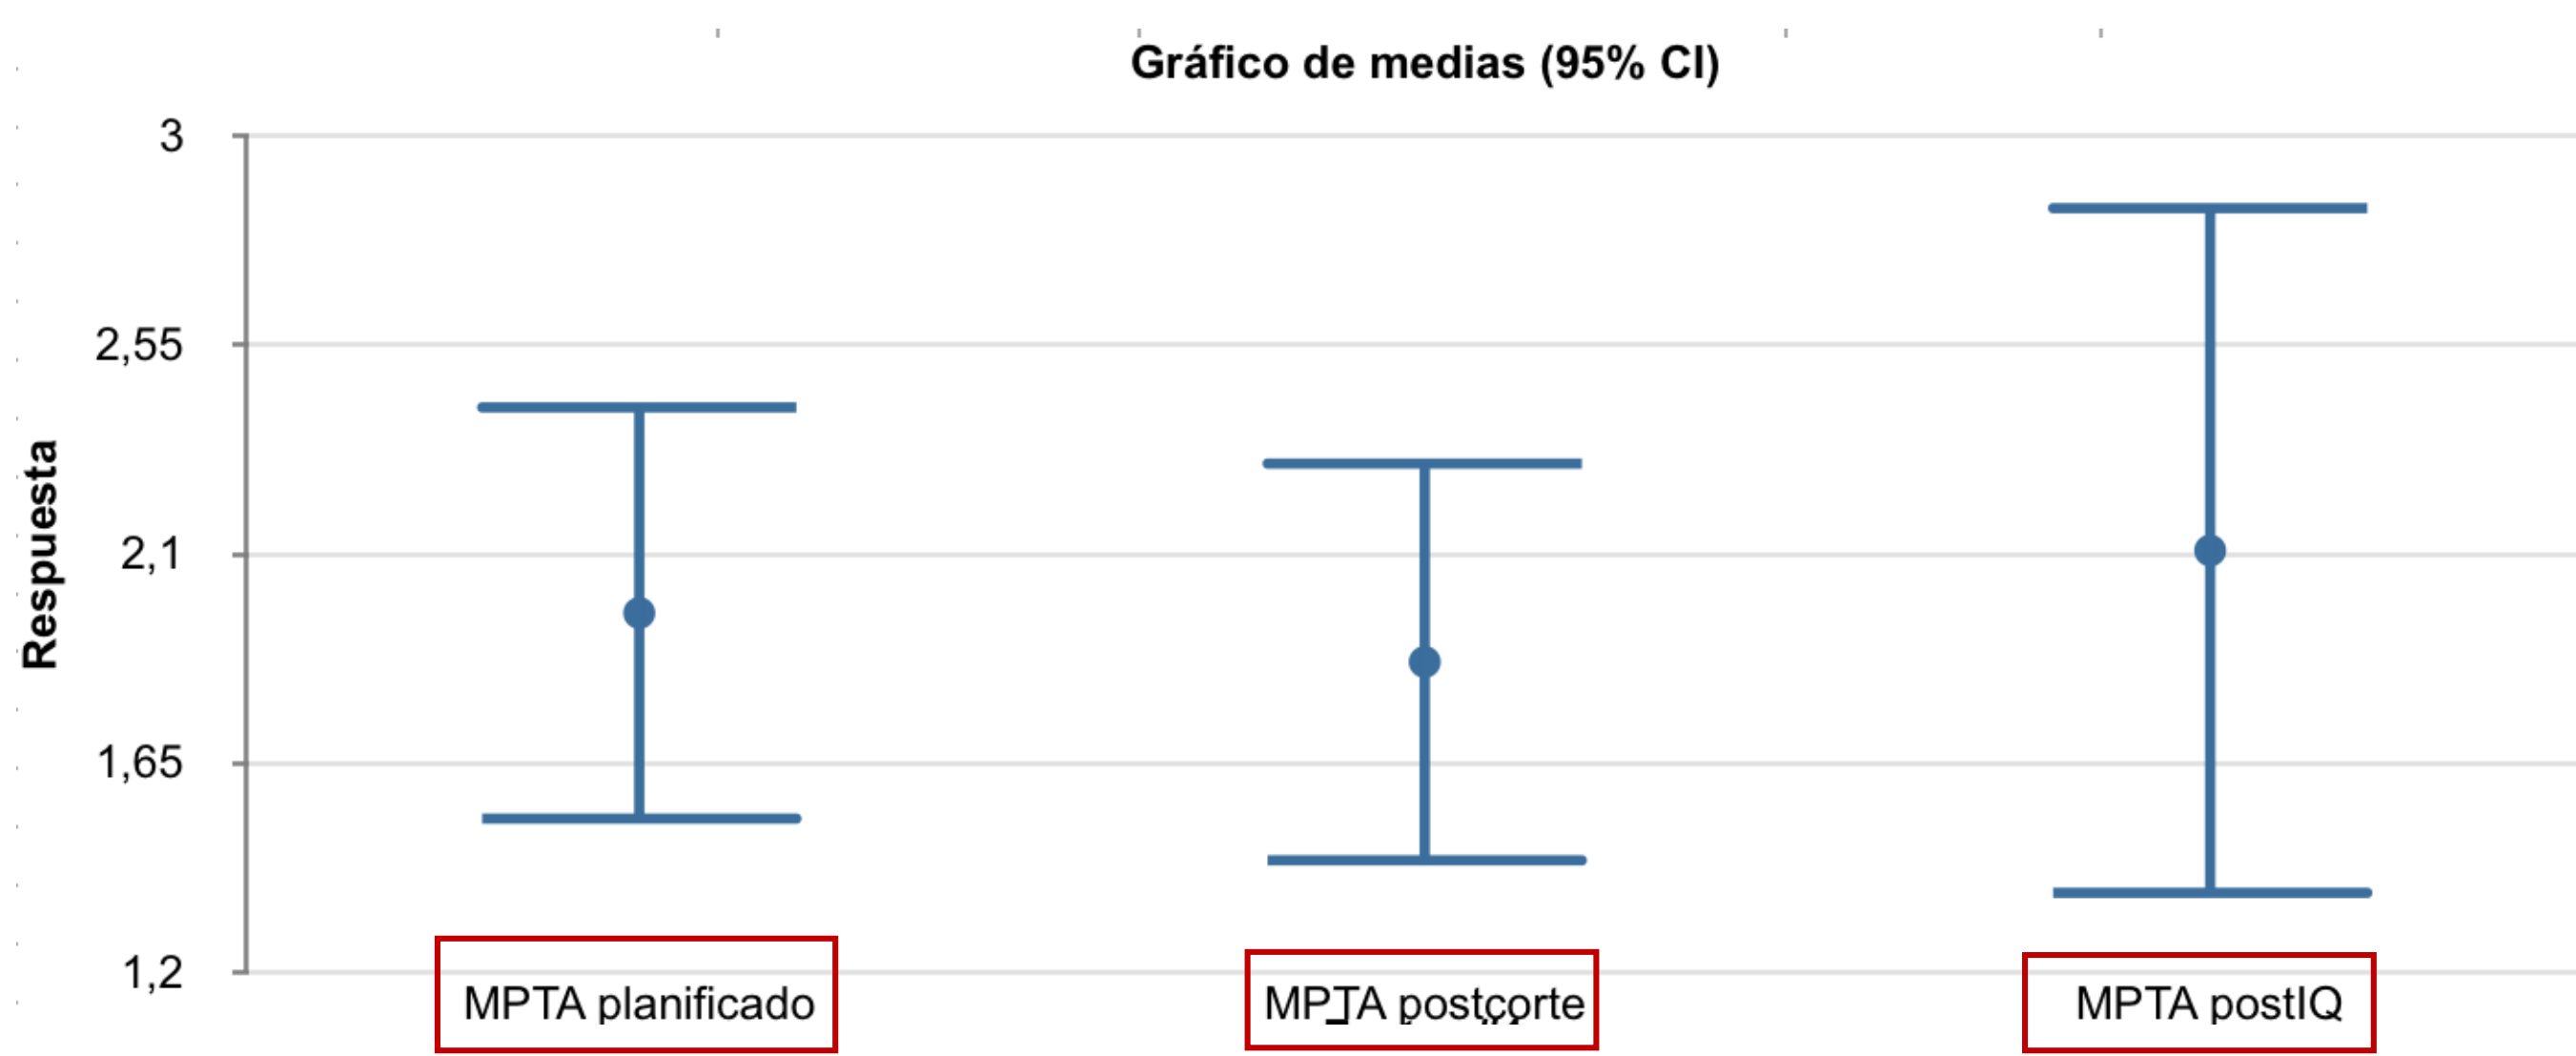 Gráfico de medias (95% CI)
3
2,55
2,1
1,65
1,2
Respuesta
MPTA planificado
MPTA postcorte
MPTA postIQ